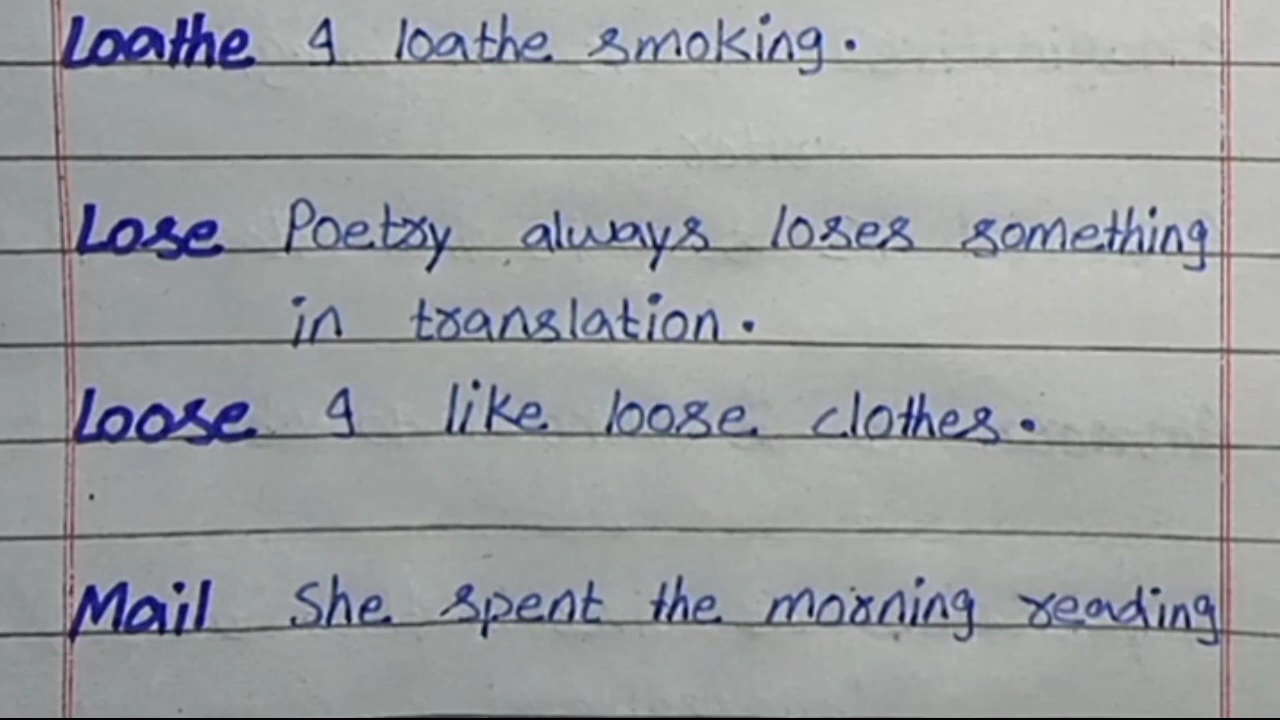 Loathe I loathe smoking.
Lose Poetry always loses something
in translation.
Loose I like loose clothes.
Mail She spent the morning reading